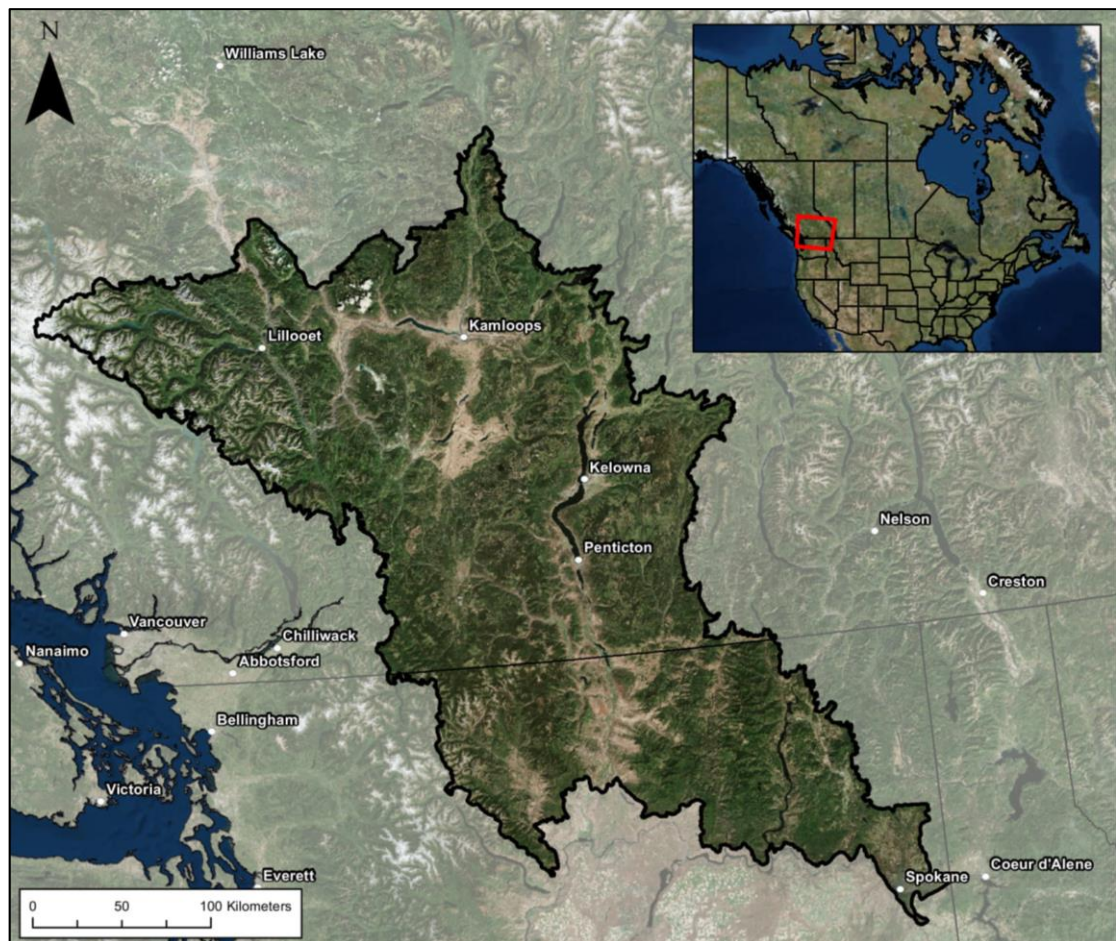 N
Williams Lake
Lillooet
Kamloops
Kelowna
Nelson
Penticton
Creston
Vancouver
Chilliwack
Nanaimo
Abbotsford
Bellingham
Victoria
Everett
Spokane
Coeur d'Alene
0 50 100 Kilometers